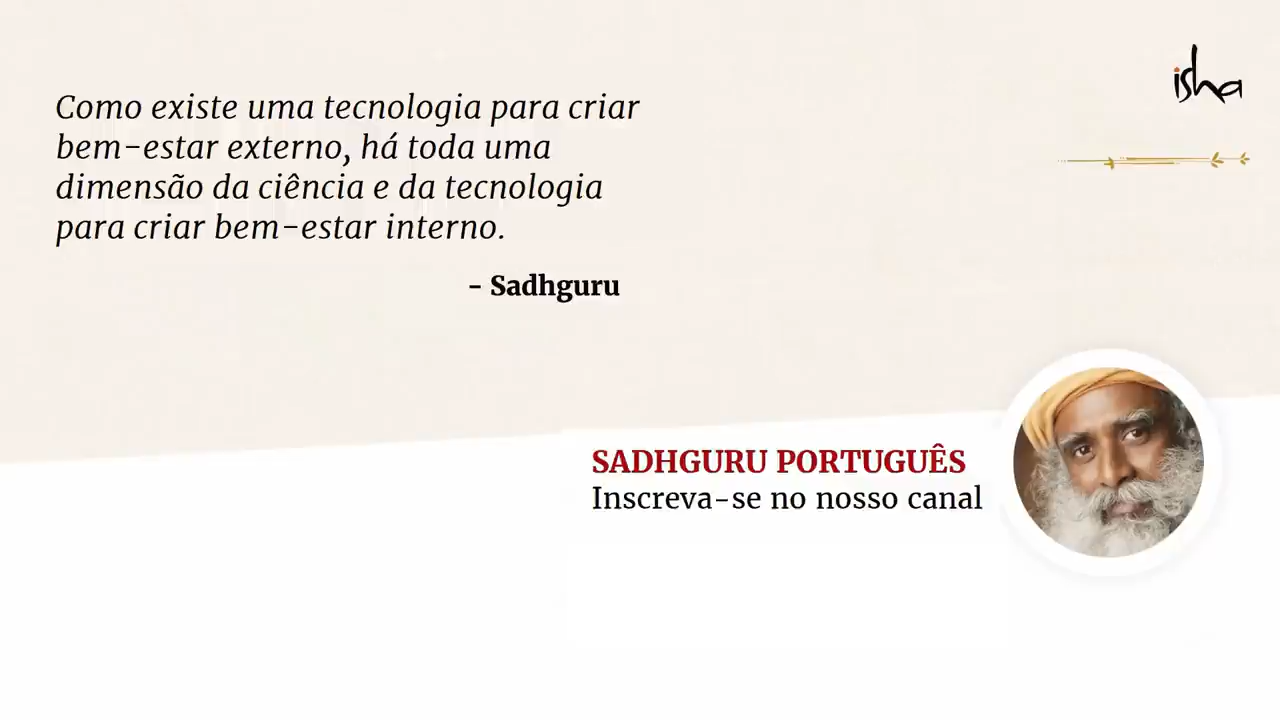 isha
Como existe uma tecnologia para criar
bem-estar externo, há toda uma
dimensão da ciência e da tecnologia
para criar bem-estar interno.
- Sadhguru
SADHGURU PORTUGUÊS
Inscreva-se no nosso canal